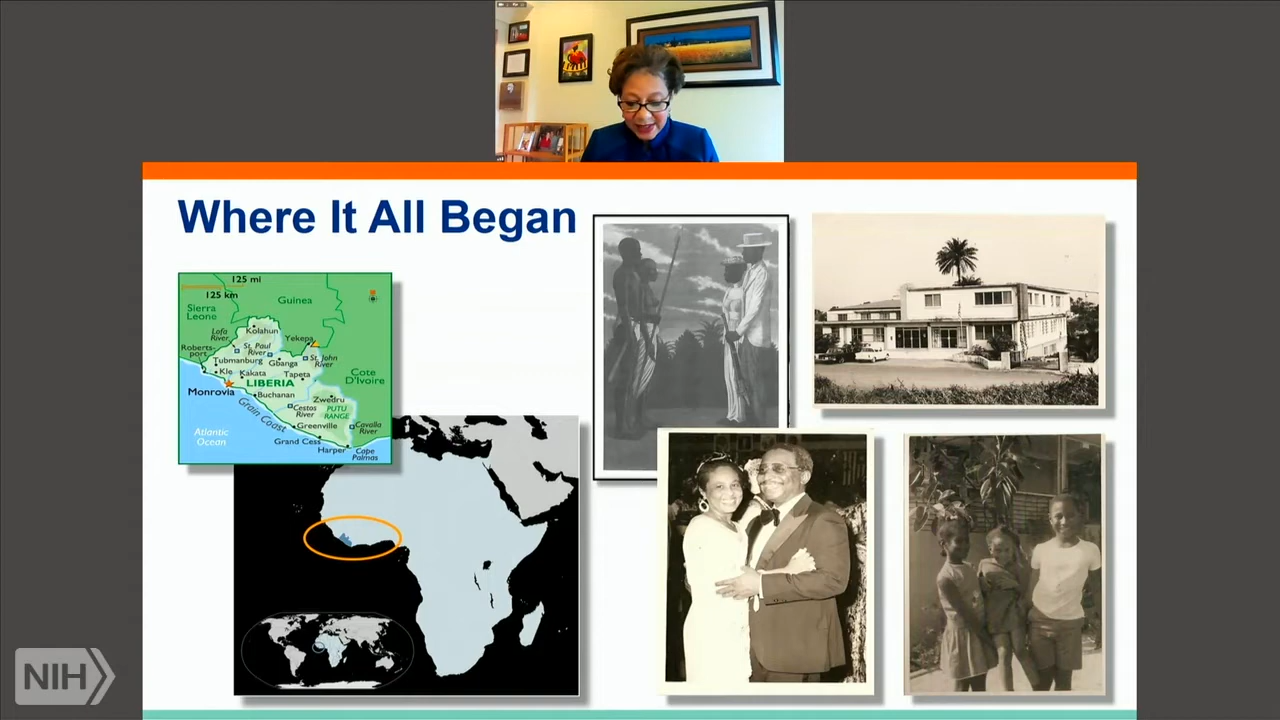 Where It All Began
125 mi
125 km
Guinea
Sierra
Leone
Kolahun
Lofa
River
Yekepa
Roberts-
port
St. Paul
River
St. John
River
Tubmanburg
Gbanga
Kle
Kakata
Tapeta
Cote
D'Ivoire
LIBERIA
Monrovia
Buchanan
Zwedru
Grain Coast
Cestos
River
PUTU
RANGE
Greenville
Cavalla
River
Atlantic
Ocean
Grand Cess
Harper
Cape
Palmas
NIH